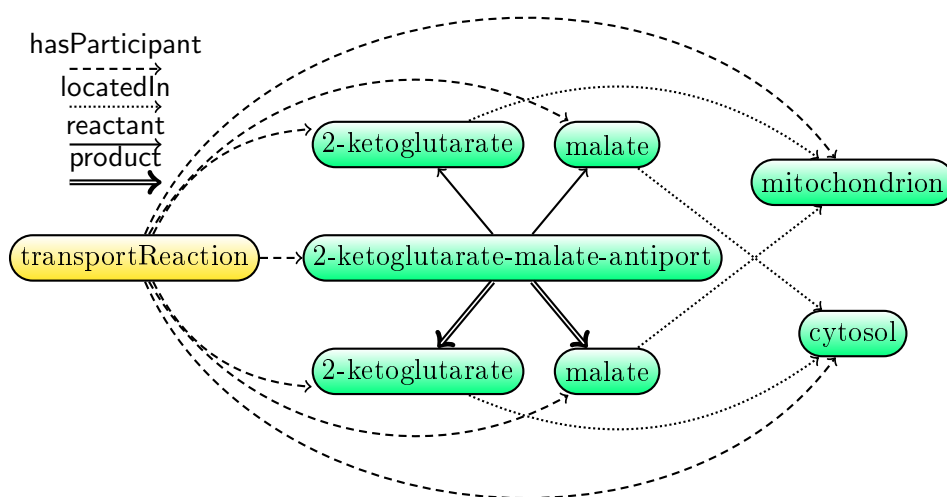 hasParticipant
locatedIn
reactant
product
2-ketoglutarate
malate
mitochondrion
transportReaction
2-ketoglutarate-malate-antiport
cytosol
2-ketoglutarate
malate